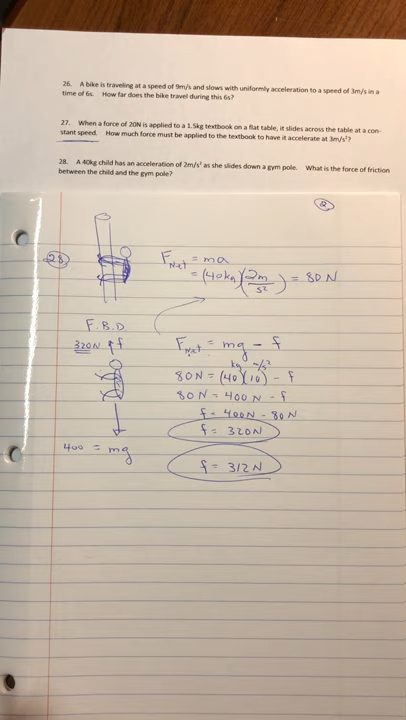 26. A bike is traveling at a speed of 9m/s and slows with uniformly acceleration to a speed of 3m/s in a
time of 6s. How far does the bike travel during this 6s?
27. When a force of 20N is applied to a 1.5kg textbook on a flat table, it slides across the table at a con-
stant speed. How much force must be applied to the textbook to have it accelerate at 3m/s²?
28. A 40kg child has an acceleration of 2m/s² as she slides down a gym pole. What is the force of friction
between the child and the gym pole?
28
F Net = ma
= (40kg)(2m/s²) = 80 N
F.B.D
320N f
F Net = mg - f
kg m/s²
80N = (40)(10) - f
80N = 400 N - f
f = 400N - 80N
f = 320N
400 = mg
f = 312N